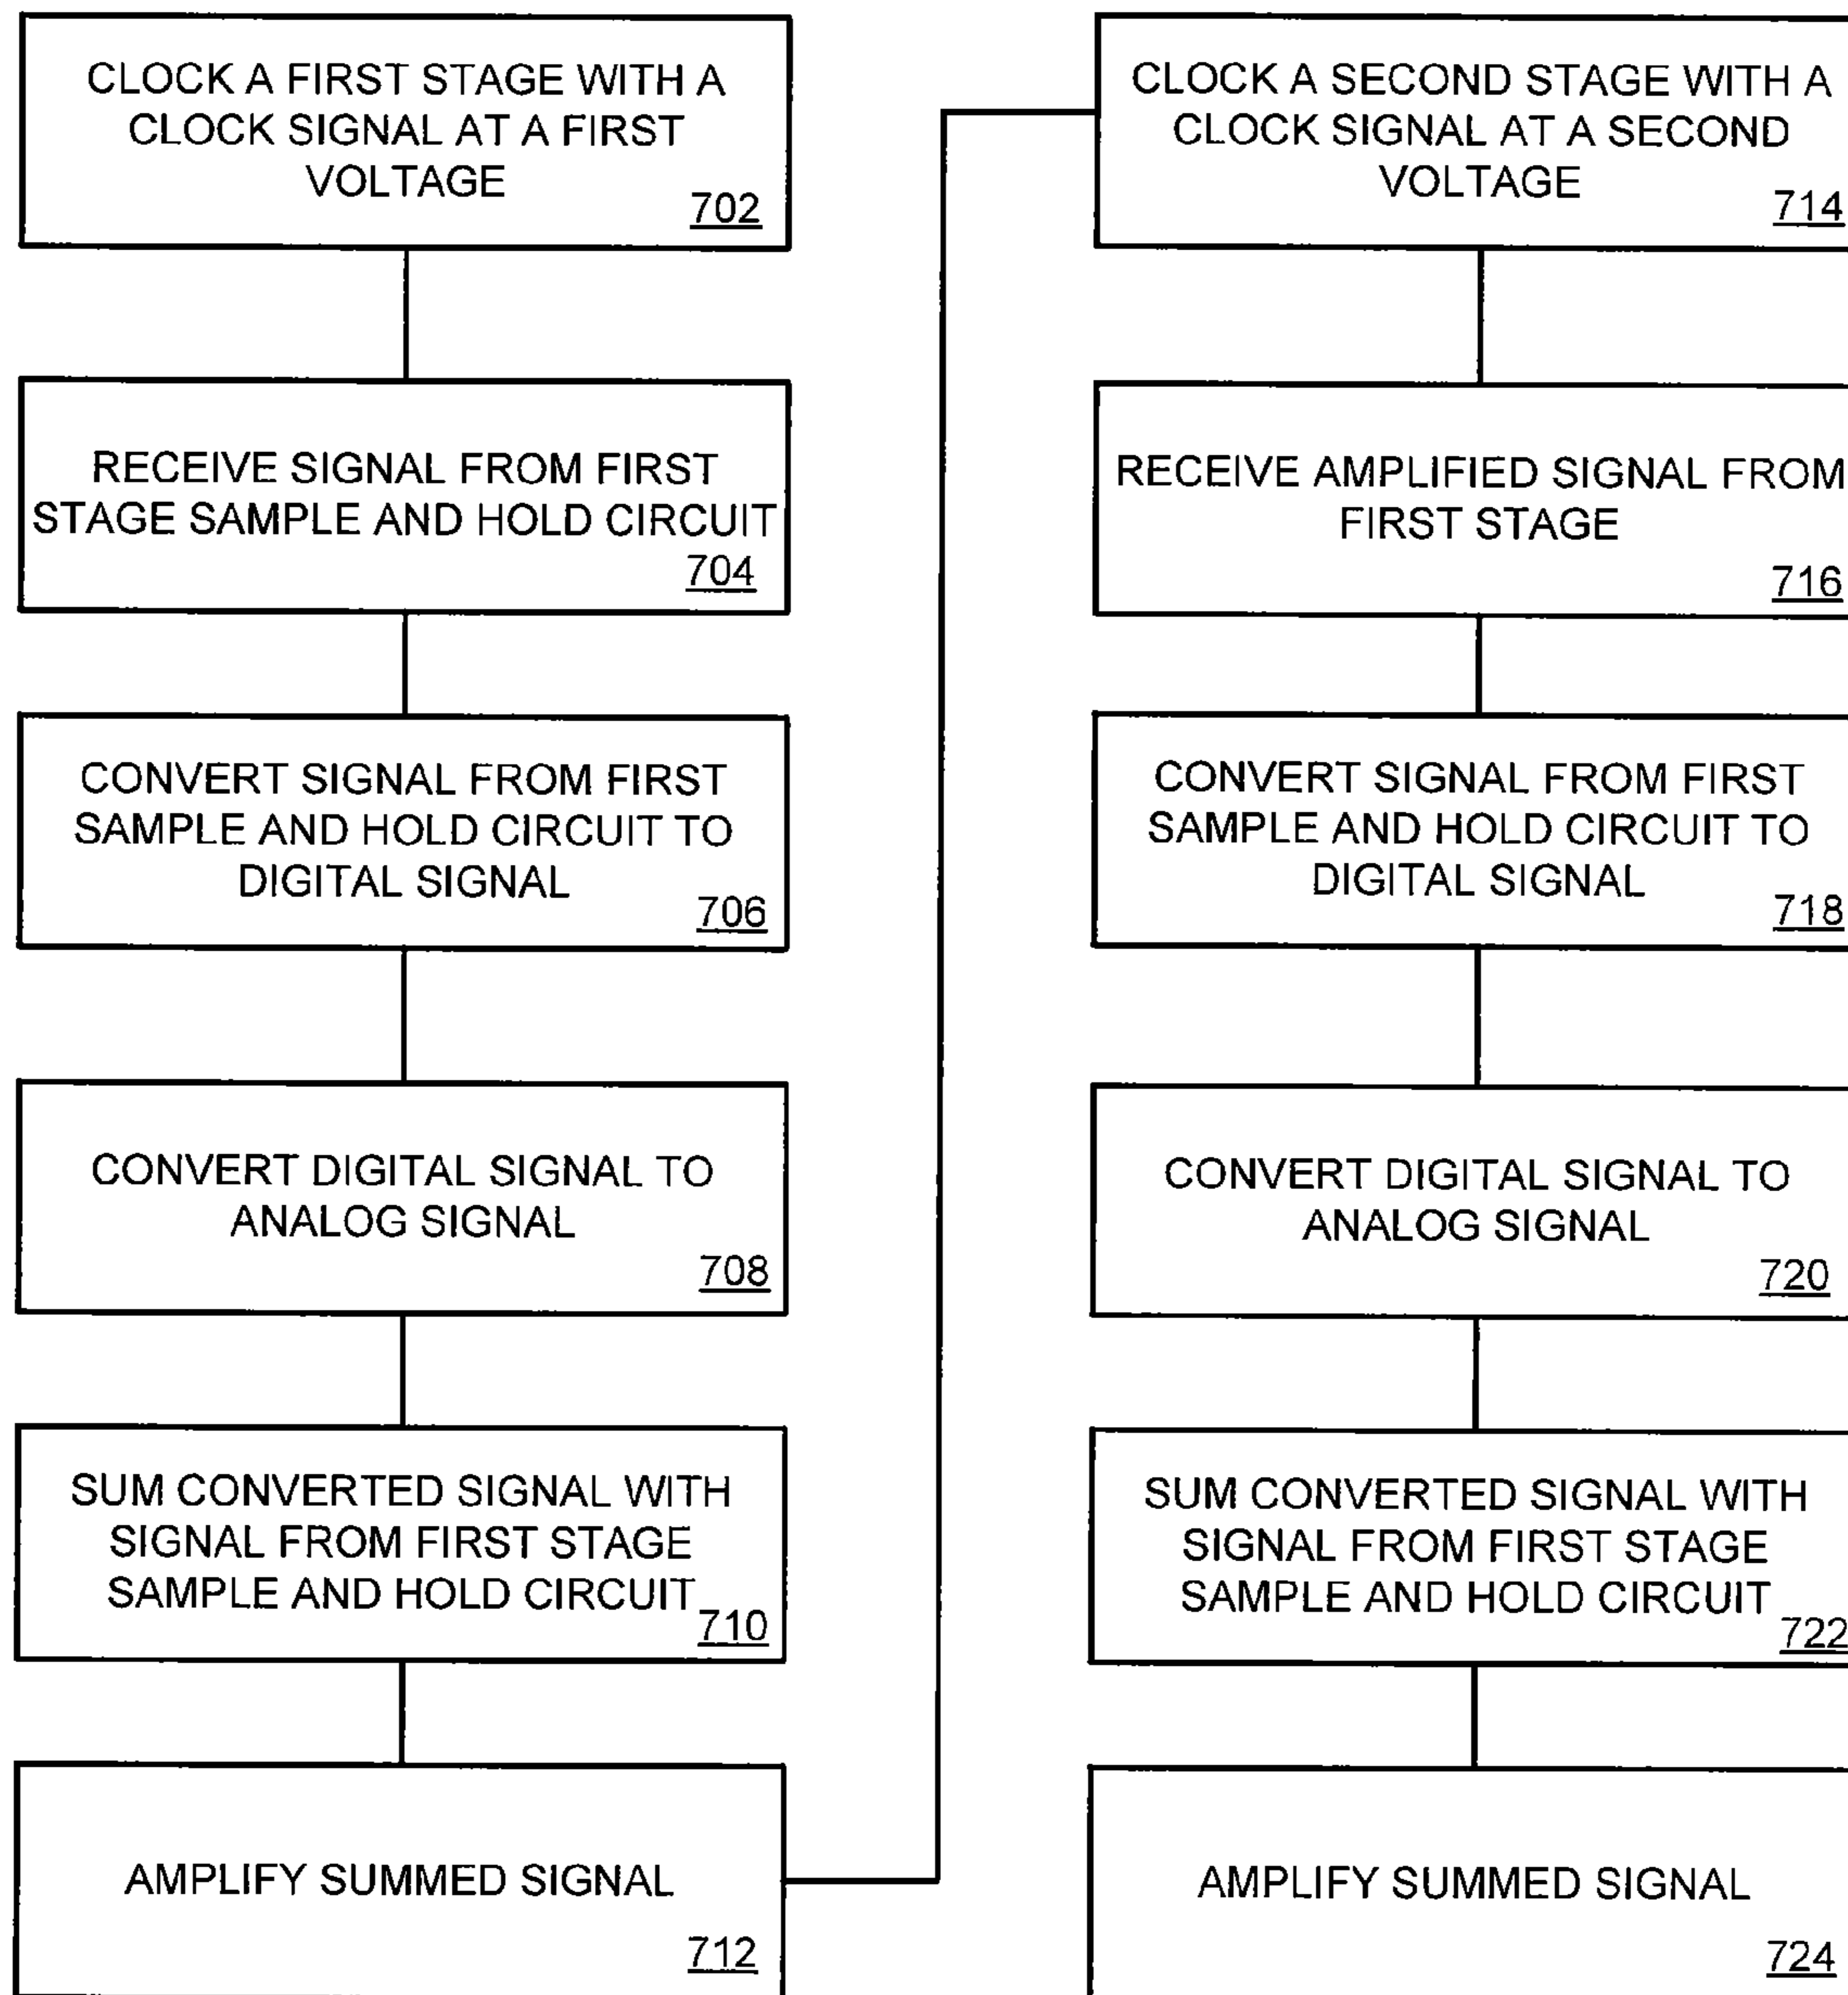 CLOCK A FIRST STAGE WITH A
CLOCK SIGNAL AT A FIRST
VOLTAGE
702
RECEIVE SIGNAL FROM FIRST
STAGE SAMPLE AND HOLD CIRCUIT
704
CONVERT SIGNAL FROM FIRST
SAMPLE AND HOLD CIRCUIT TO
DIGITAL SIGNAL
706
CONVERT DIGITAL SIGNAL TO
ANALOG SIGNAL
708
SUM CONVERTED SIGNAL WITH
SIGNAL FROM FIRST STAGE
SAMPLE AND HOLD CIRCUIT
710
AMPLIFY SUMMED SIGNAL
712
CLOCK A SECOND STAGE WITH A
CLOCK SIGNAL AT A SECOND
VOLTAGE
714
RECEIVE AMPLIFIED SIGNAL FROM
FIRST STAGE
716
CONVERT SIGNAL FROM FIRST
SAMPLE AND HOLD CIRCUIT TO
DIGITAL SIGNAL
718
CONVERT DIGITAL SIGNAL TO
ANALOG SIGNAL
720
SUM CONVERTED SIGNAL WITH
SIGNAL FROM FIRST STAGE
SAMPLE AND HOLD CIRCUIT
722
AMPLIFY SUMMED SIGNAL
724